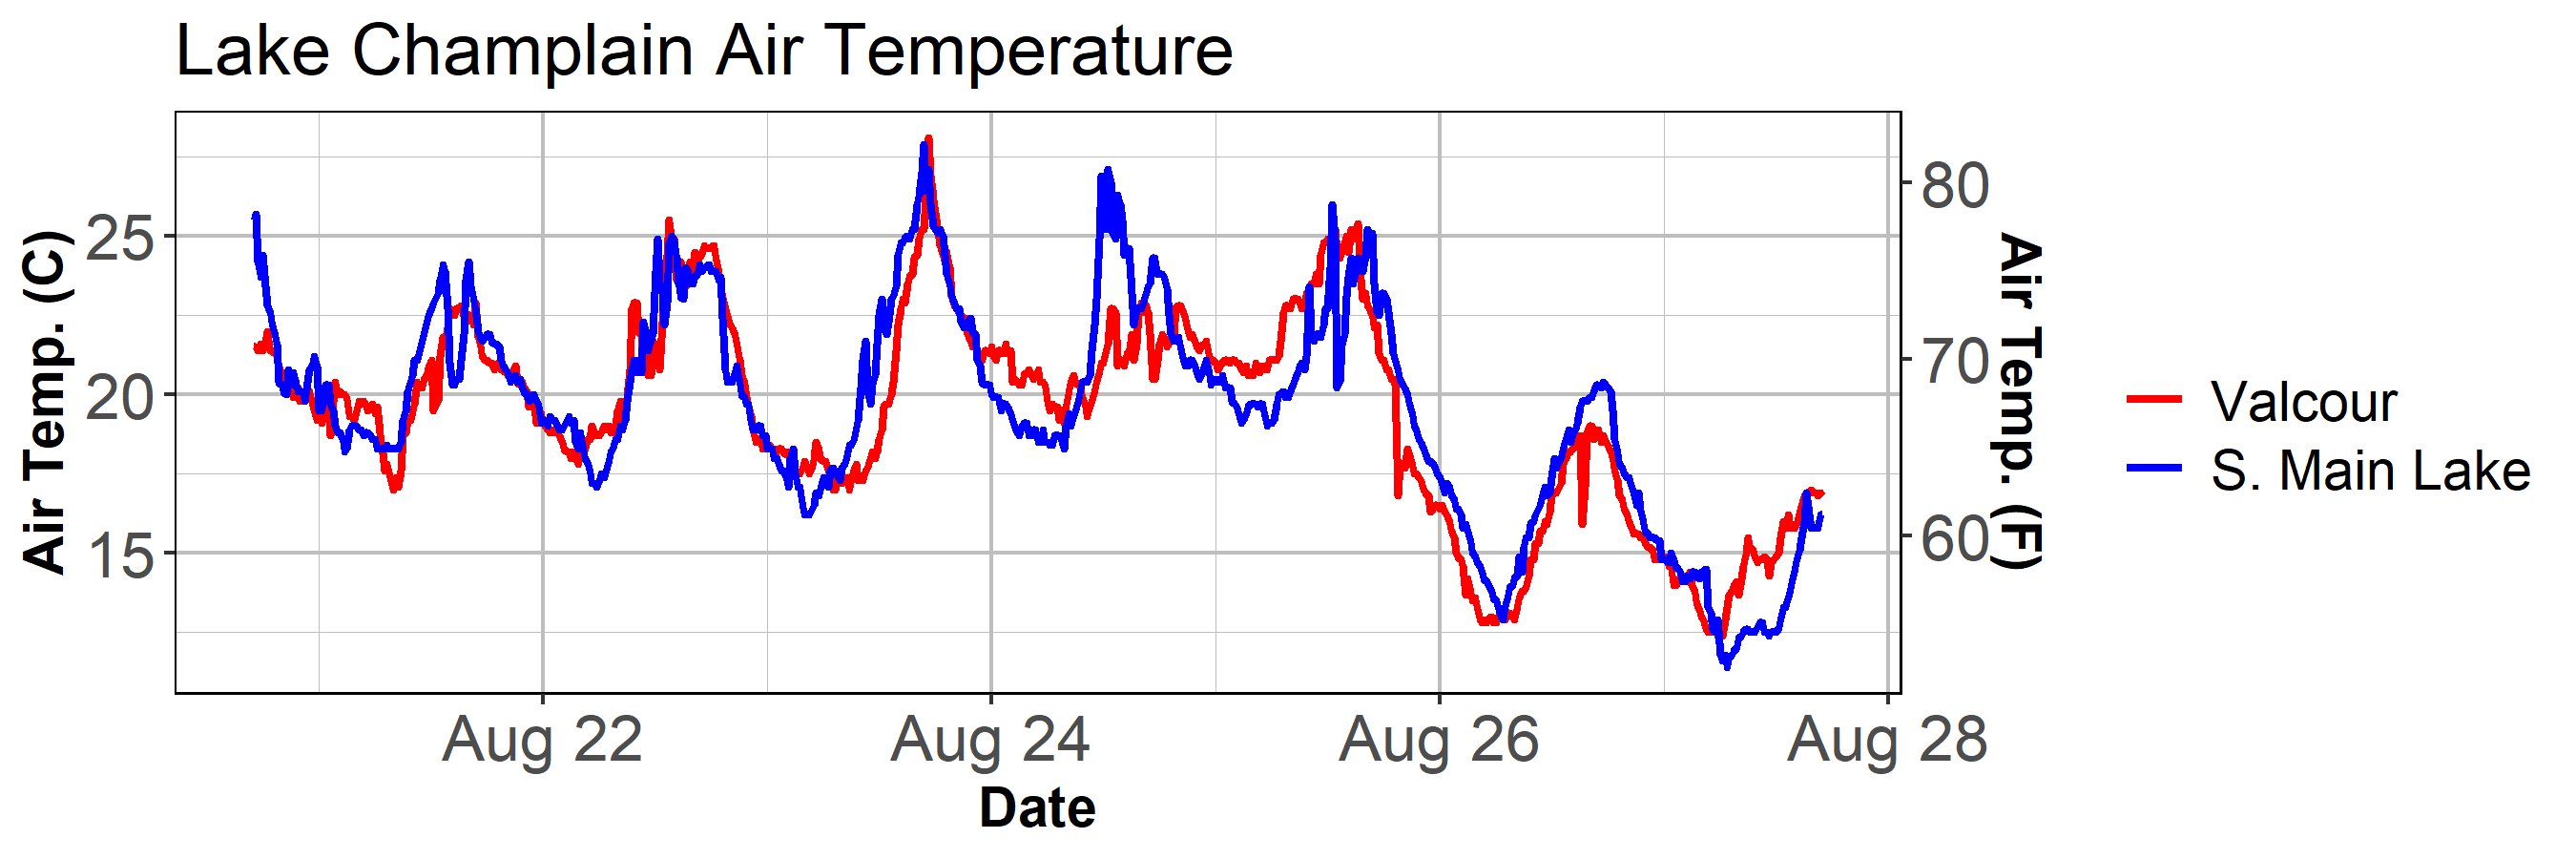 Lake Champlain Air Temperature
Air Temp. (C)
25
20
15
80
70
60
Air Temp. (F)
Aug 22
Aug 24
Aug 26
Aug 28
Date
Valcour
S. Main Lake